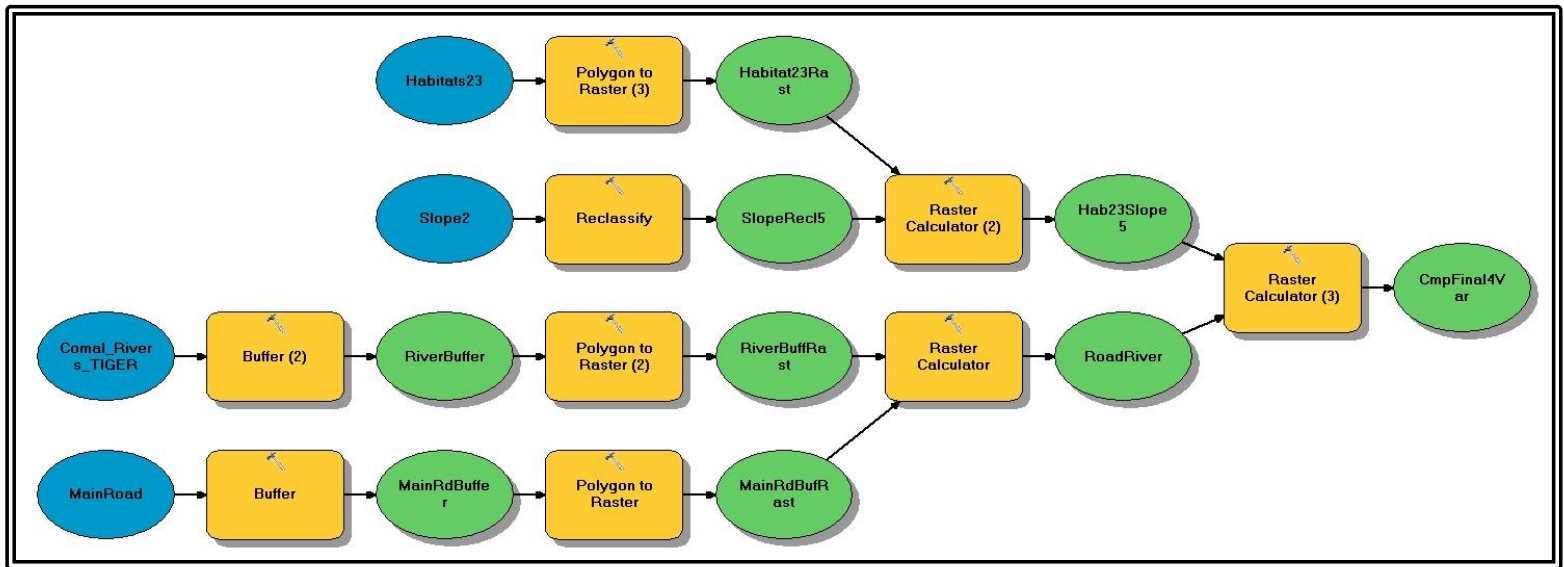 Habitats23
Polygon to
Raster (3)
Habitat23Ra
st
Slope2
Reclassify
SlopeRecl5
Raster
Calculator (2)
Hab23Slope
5
Raster
Calculator (3)
CmpFinal4V
ar
Comal_River
s_TIGER
Buffer (2)
RiverBuffer
Polygon to
Raster (2)
RiverBuffRa
st
Raster
Calculator
RoadRiver
MainRoad
Buffer
MainRdBuffe
r
Polygon to
Raster
MainRdBufR
ast